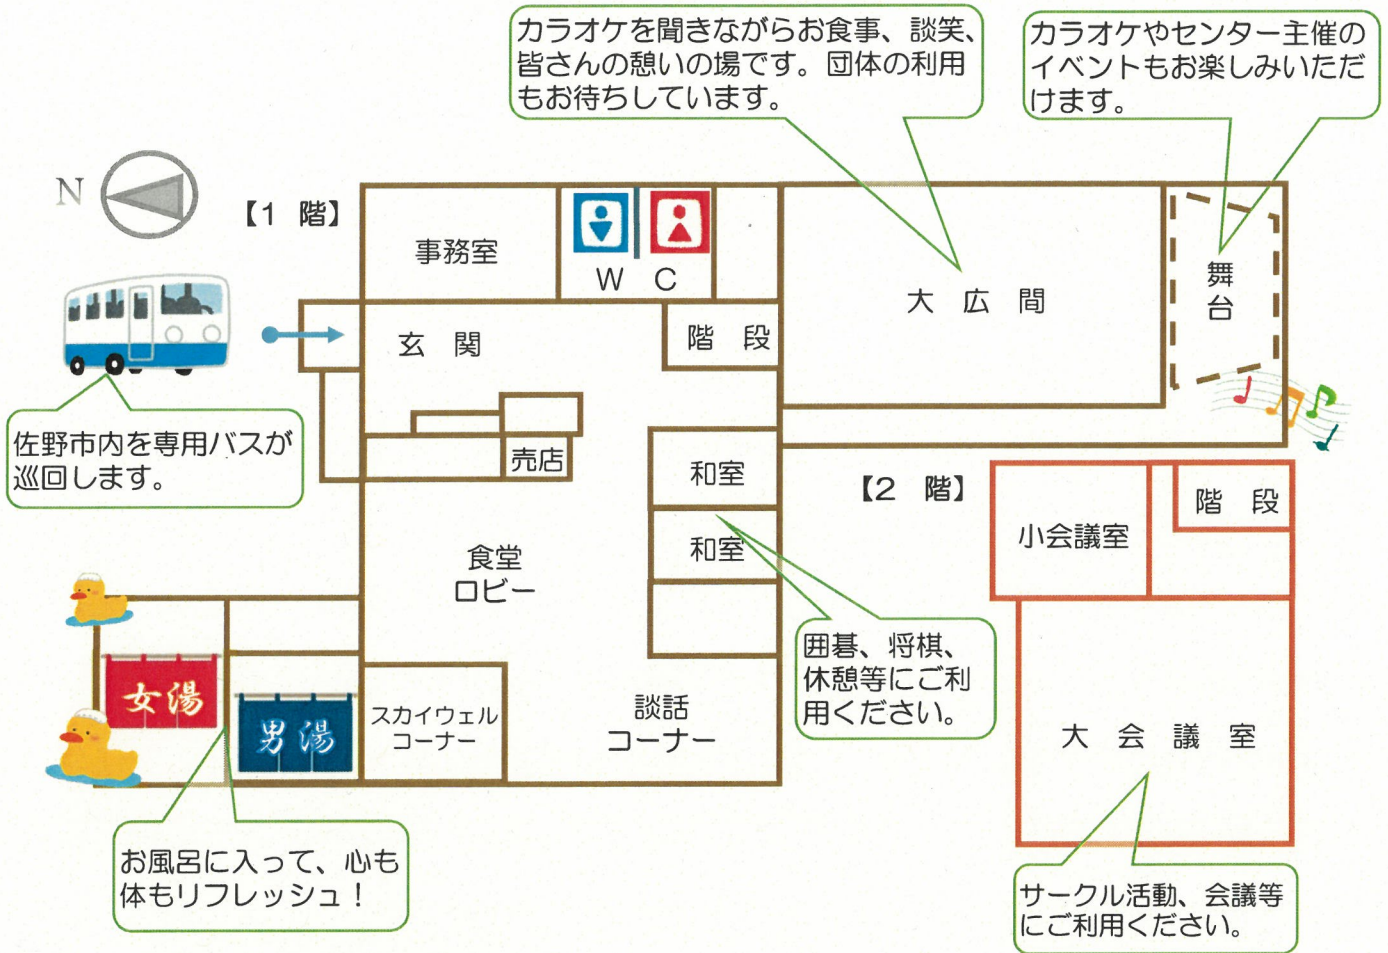 カラオケを聞きながらお食事、談笑、
皆さんの憩いの場です。団体の利用
もお待ちしています。
カラオケやセンター主催の
イベントもお楽しみいただ
けます。
N
【1 階】
事務室
W C
大 広 間
舞
台
玄 関
階 段
佐野市内を専用バスが
巡回します。
売店
和室
和室
食堂
ロビー
【2 階】
小会議室
階 段
囲碁、将棋、
休憩等にご利
用ください。
女湯
男湯
スカイウェル
コーナー
談話
コーナー
大 会 議 室
お風呂に入って、心も
体もリフレッシュ！
サークル活動、会議等
にご利用ください。